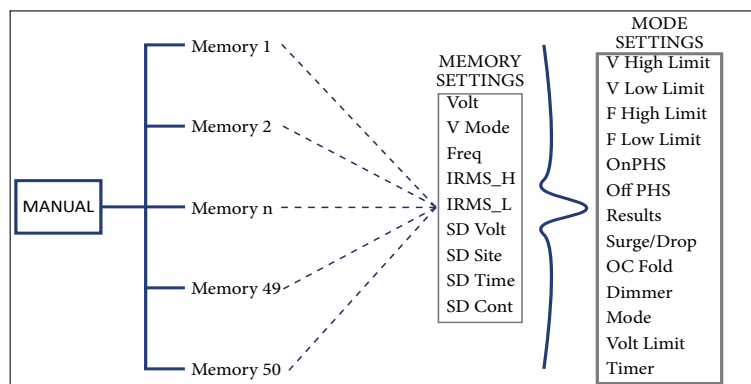 MANUAL
Memory 1
Memory 2
Memory n
Memory 49
Memory 50
MEMORY
SETTINGS
Volt
V Mode
Freq
IRMS_H
IRMS_L
SD Volt
SD Site
SD Time
SD Cont
MODE
SETTINGS
V High Limit
V Low Limit
F High Limit
F Low Limit
OnPHS
Off PHS
Results
Surge/Drop
OC Fold
Dimmer
Mode
Volt Limit
Timer